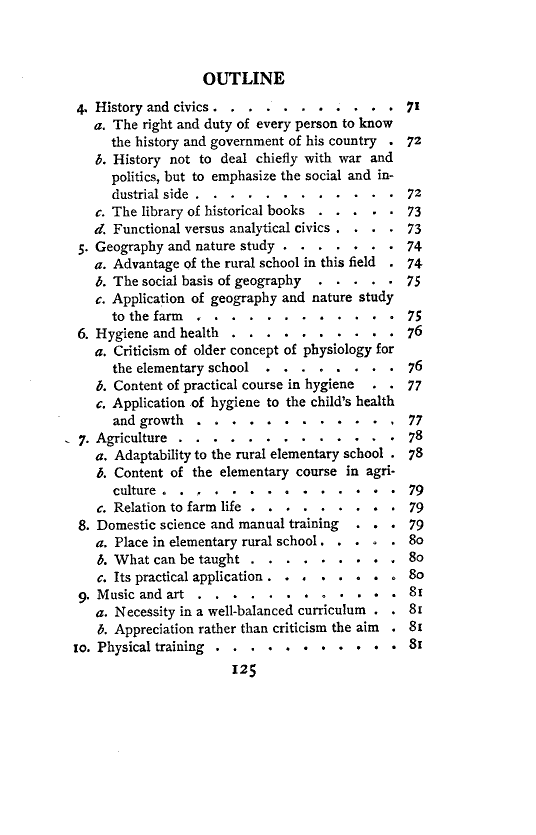 OUTLINE
4. History and civics . . . . . . . . . . . 71
a. The right and duty of every person to know
the history and government of his country . 72
b. History not to deal chiefly with war and
politics, but to emphasize the social and in-
dustrial side . . . . . . . . . . . . 72
c. The library of historical books . . . . . 73
d. Functional versus analytical civics . . . . 73
5. Geography and nature study . . . . . . . 74
a. Advantage of the rural school in this field . 74
b. The social basis of geography . . . . . 75
c. Application of geography and nature study
to the farm . . . . . . . . . . . . 75
6. Hygiene and health . . . . . . . . . . 76
a. Criticism of older concept of physiology for
the elementary school . . . . . . . . 76
b. Content of practical course in hygiene . . 77
c. Application of hygiene to the child's health
and growth . . . . . . . . . . . . 77
7. Agriculture . . . . . . . . . . . . . 78
a. Adaptability to the rural elementary school . 78
b. Content of the elementary course in agri-
culture . . . . . . . . . . . . . . 79
c. Relation to farm life . . . . . . . . . 79
8. Domestic science and manual training . . . 79
a. Place in elementary rural school . . . . . 80
b. What can be taught . . . . . . . . . 80
c. Its practical application . . . . . . . . 80
9. Music and art . . . . . . . . . . . . 81
a. Necessity in a well-balanced curriculum . . 81
b. Appreciation rather than criticism the aim . 81
10. Physical training . . . . . . . . . . . 81
125